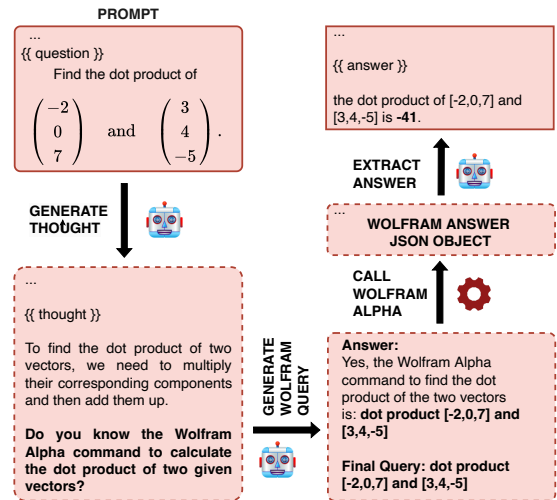 PROMPT
...
{{ question }}
Find the dot product of
(−2 0 7) and (3 4 −5) .
GENERATE
THOUGHT
...
{{ thought }}
To find the dot product of two
vectors, we need to multiply
their corresponding components
and then add them up.
Do you know the Wolfram
Alpha command to calculate
the dot product of two given
vectors?
GENERATE
WOLFRAM
QUERY
Answer:
Yes, the Wolfram Alpha
command to find the dot
product of the two vectors
is: dot product [-2,0,7] and
[3,4,-5]
Final Query: dot product
[-2,0,7] and [3,4,-5]
CALL
WOLFRAM
ALPHA
...
WOLFRAM ANSWER
JSON OBJECT
EXTRACT
ANSWER
...
{{ answer }}
the dot product of [-2,0,7] and
[3,4,-5] is -41.